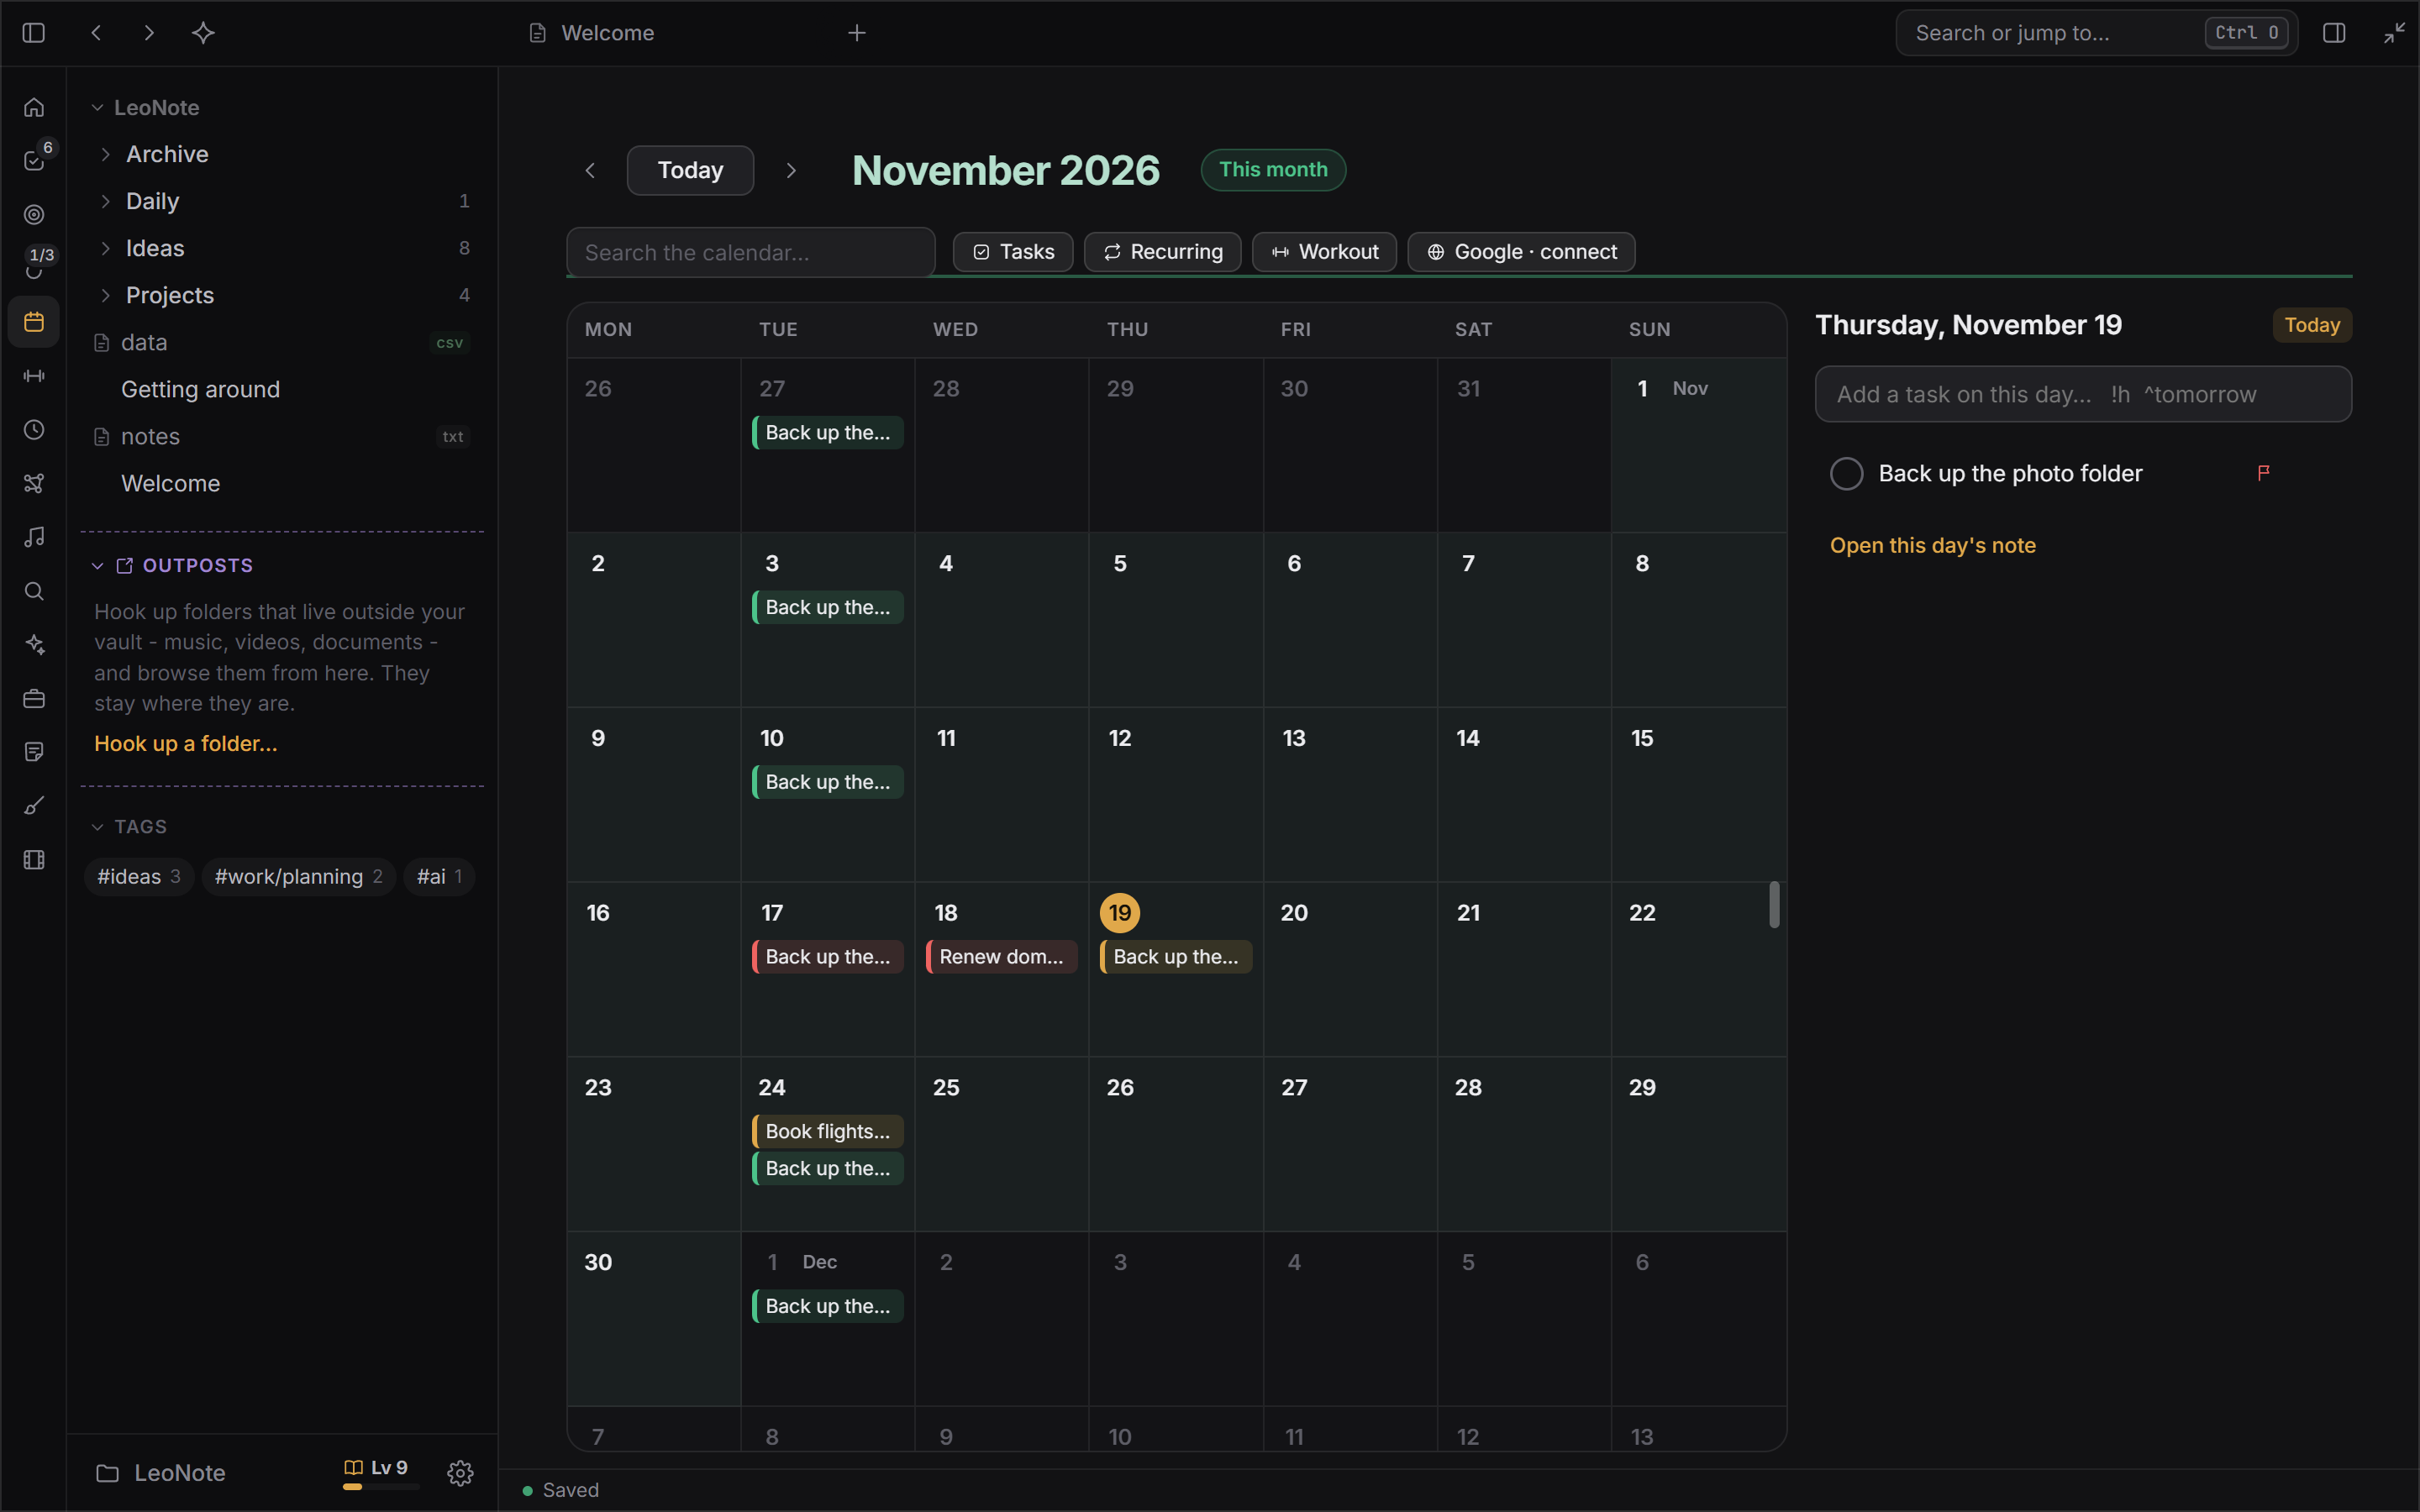 Welcome
Search or jump to...
Ctrl O
LeoNote
6
Archive
Daily 1
Ideas 8
1/3
Projects 4
data csv
Getting around
notes txt
Welcome
OUTPOSTS
Hook up folders that live outside your
vault - music, videos, documents -
and browse them from here. They
stay where they are.
Hook up a folder...
TAGS
#ideas 3 #work/planning 2 #ai 1
LeoNote
Lv 9
Today
November 2026
This month
Search the calendar...
Tasks
Recurring
Workout
Google · connect
MON TUE WED THU FRI SAT SUN
26 27 28 29 30 31 1 Nov
Back up the...
2 3 4 5 6 7 8
Back up the...
9 10 11 12 13 14 15
Back up the...
16 17 18 19 20 21 22
Back up the... Renew dom... Back up the...
23 24 25 26 27 28 29
Book flights...
Back up the...
30 1 Dec 2 3 4 5 6
Back up the...
7 8 9 10 11 12 13
Thursday, November 19
Today
Add a task on this day... !h ^tomorrow
Back up the photo folder
Open this day's note
Saved